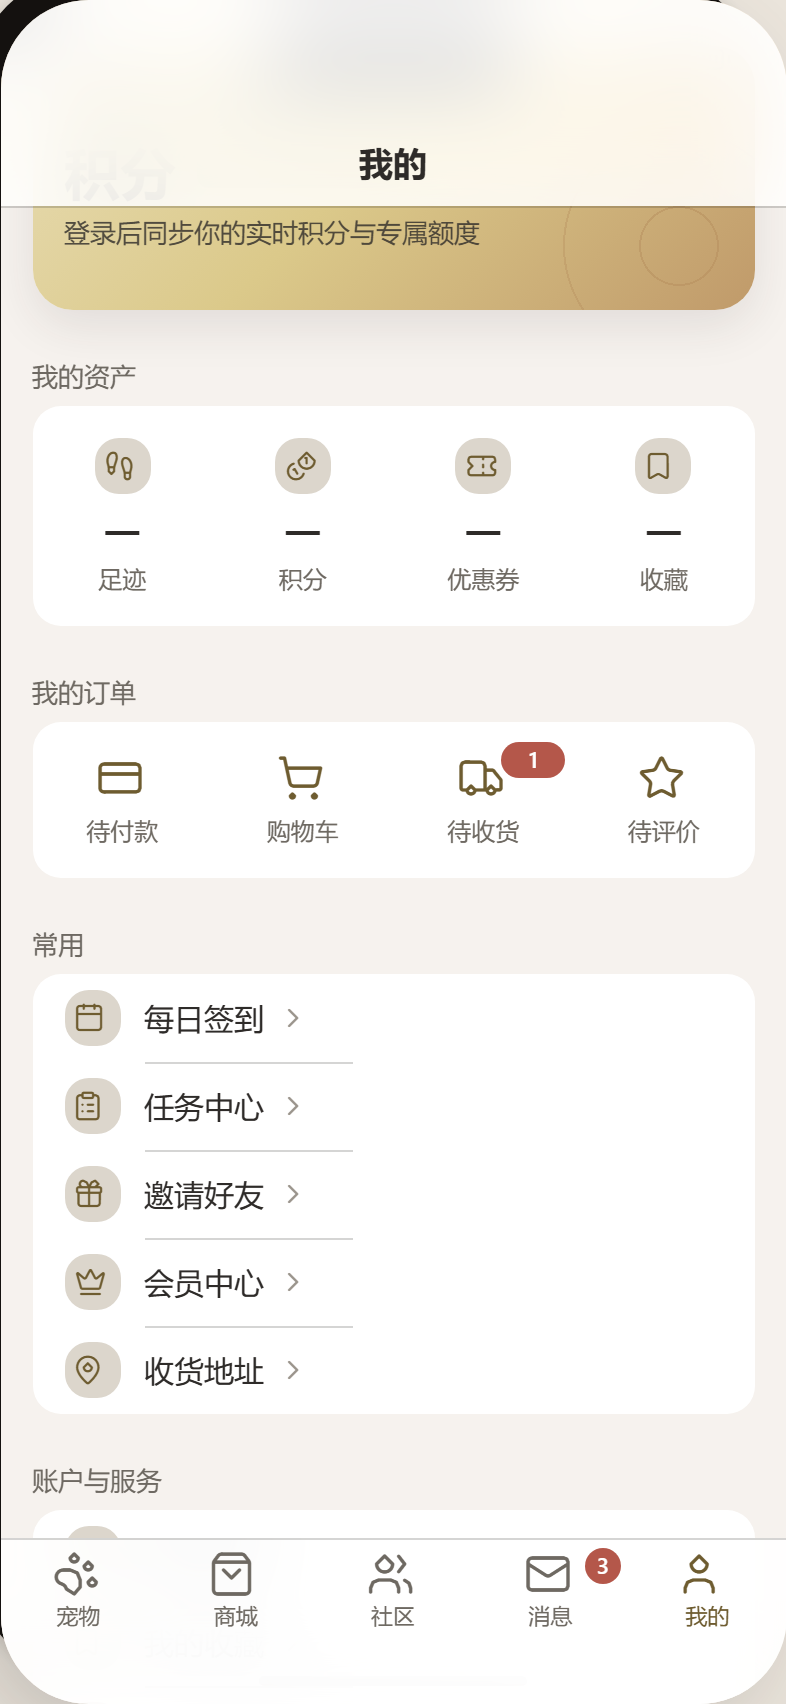 我的
积分
登录后同步你的实时积分与专属额度
我的资产
— — — —
足迹 积分 优惠券 收藏
我的订单
1
待付款 购物车 待收货 待评价
常用
每日签到
任务中心
邀请好友
会员中心
收货地址
账户与服务
3
宠物 商城 社区 消息 我的